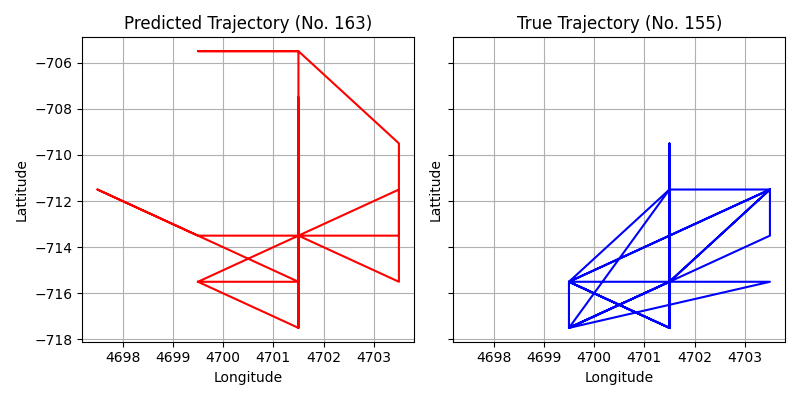 Predicted Trajectory (No. 163)
True Trajectory (No. 155)
Lattitude
−706
−708
−710
−712
−714
−716
−718
4698 4699 4700 4701 4702 4703
Longitude
Lattitude
4698 4699 4700 4701 4702 4703
Longitude